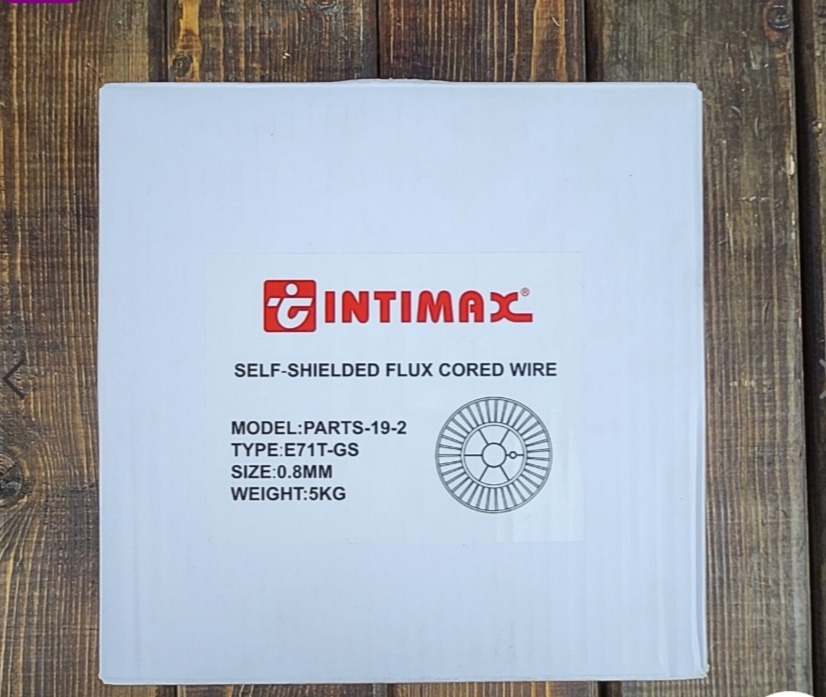 INTIMAX®
SELF-SHIELDED FLUX CORED WIRE
MODEL:PARTS-19-2
TYPE:E71T-GS
SIZE:0.8MM
WEIGHT:5KG